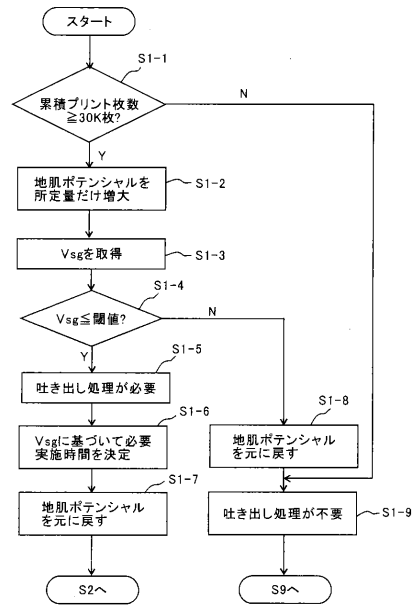 スタート
S1-1
累積プリント枚数
≧30K枚?
N
Y
地肌ポテンシャルを
所定量だけ増大
S1-2
Vsgを取得
S1-3
S1-4
Vsg≦閾値?
N
Y
S1-5
吐き出し処理が必要
S1-6
Vsgに基づいて必要
実施時間を決定
S1-8
地肌ポテンシャル
を元に戻す
S1-7
地肌ポテンシャル
を元に戻す
吐き出し処理が不要
S1-9
S2へ
S9へ